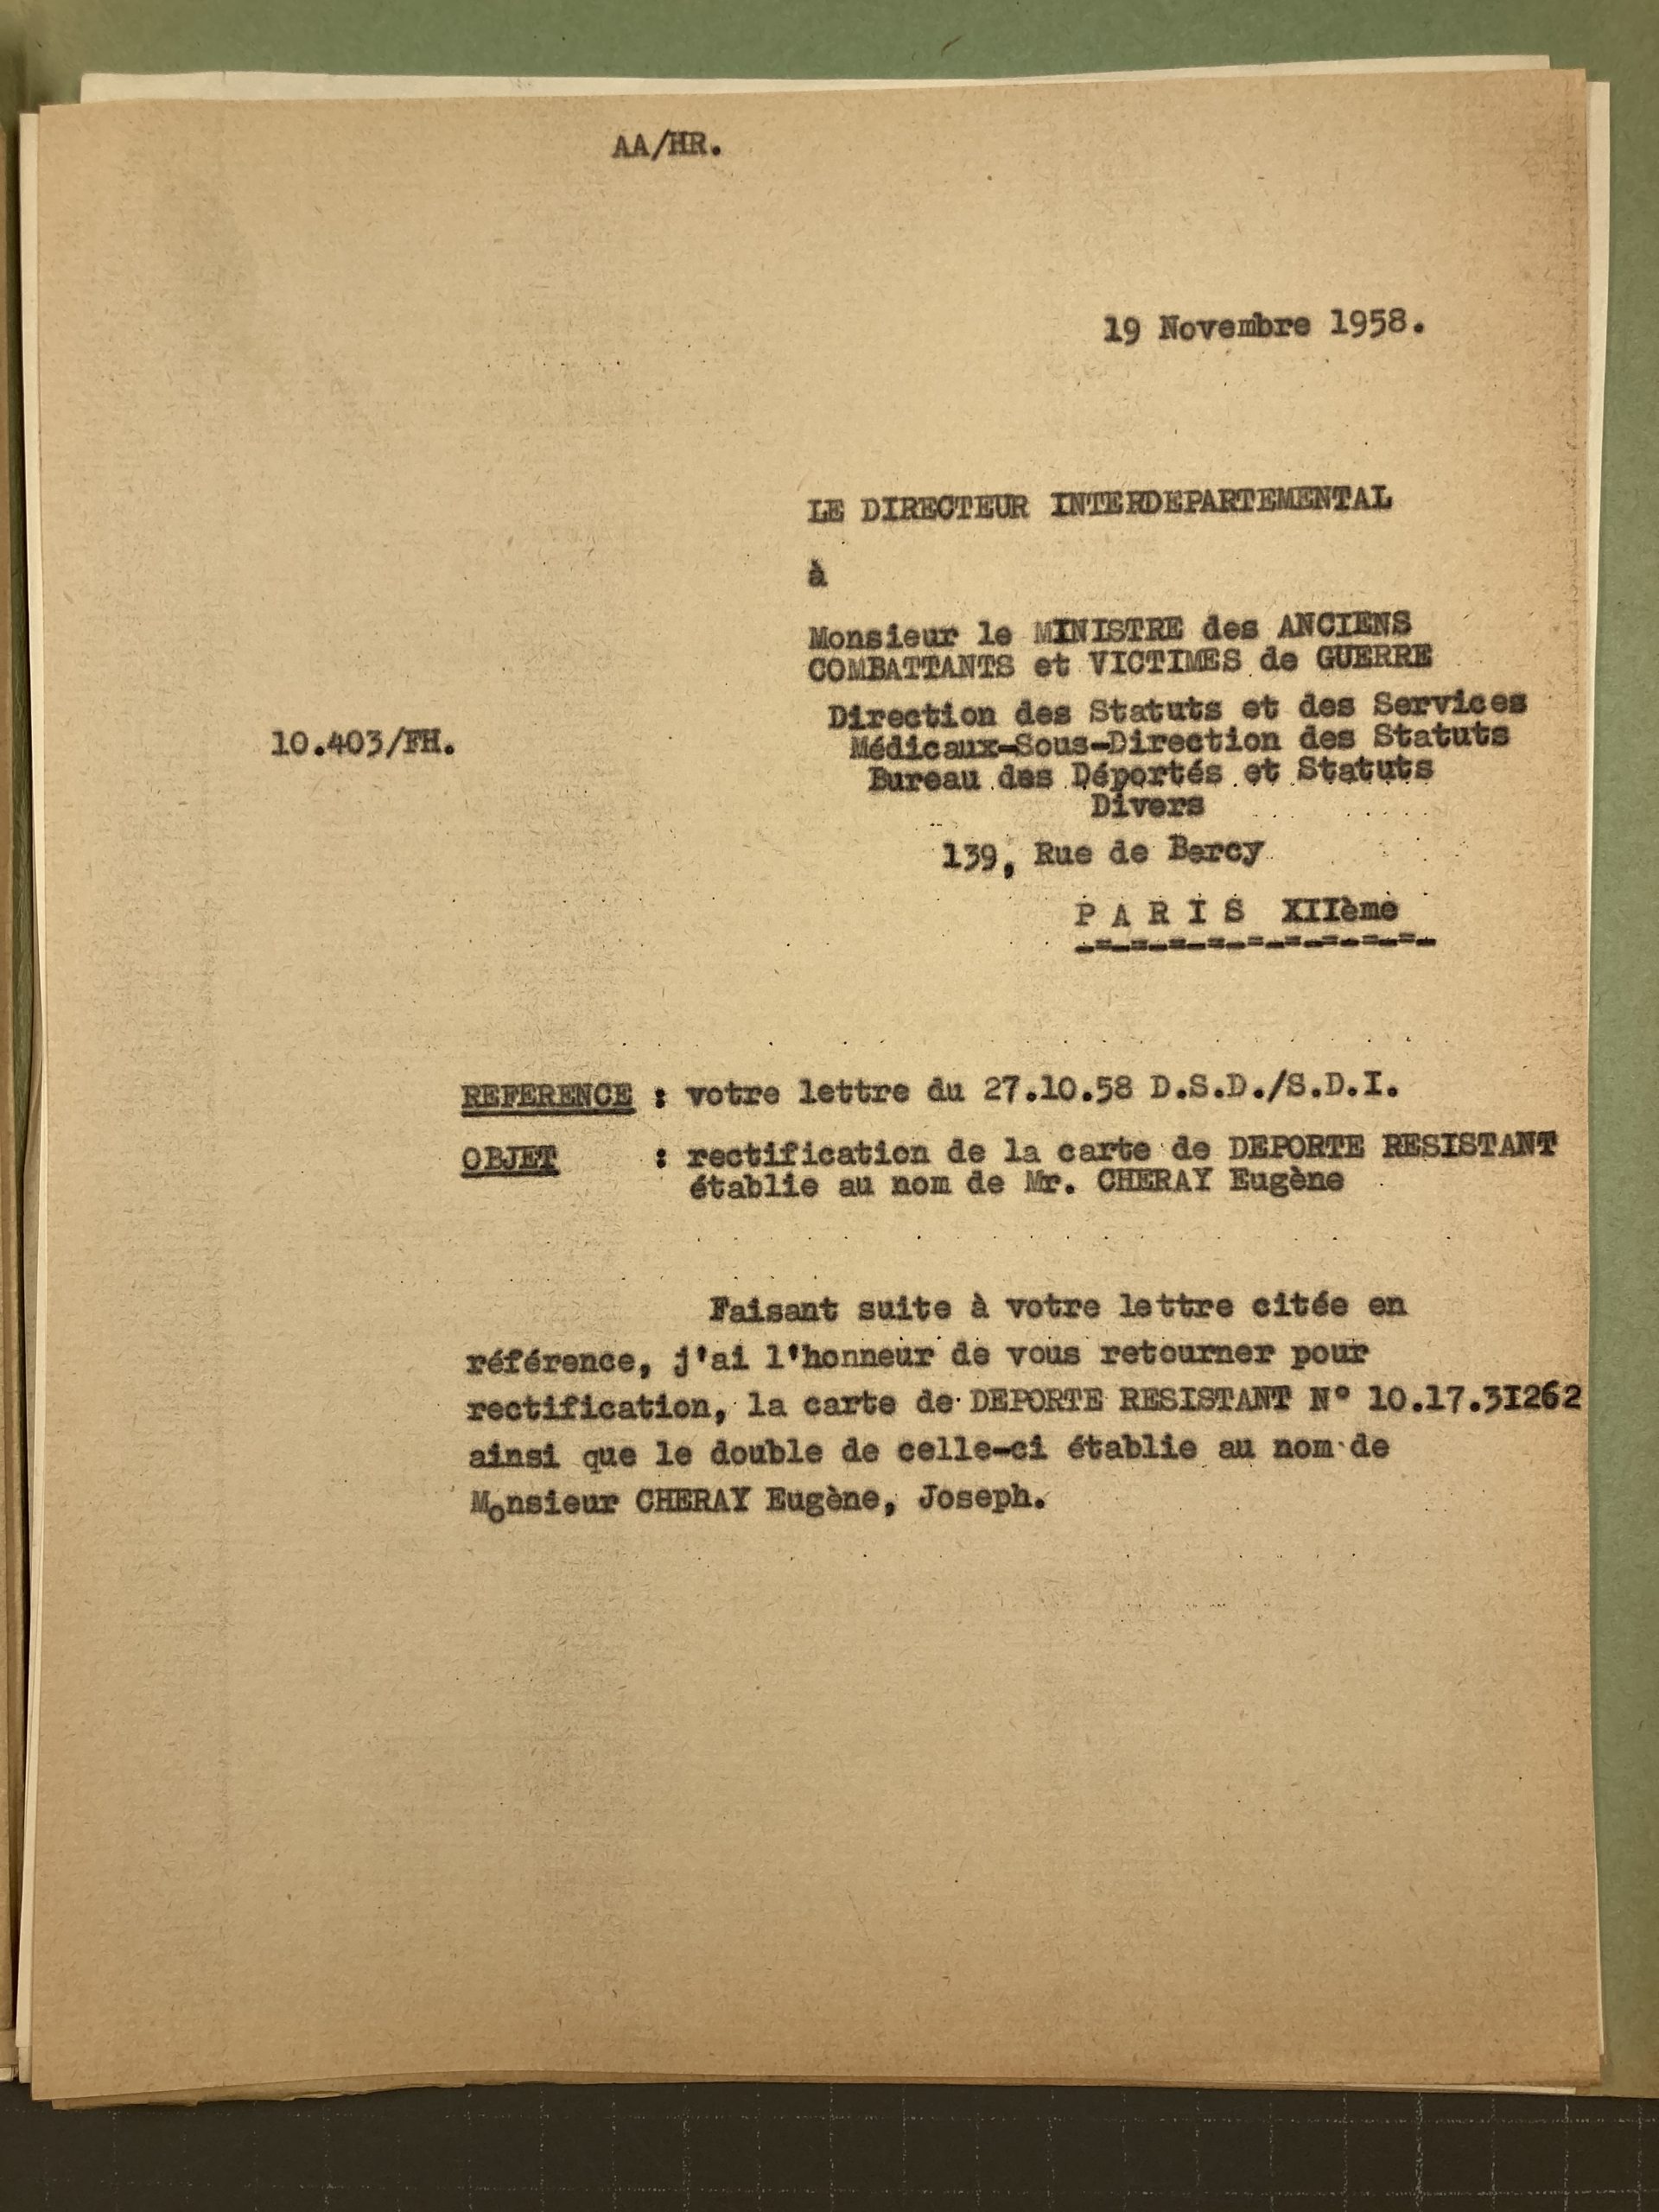 AA/HR.
19 Novembre 1958.
LE DIRECTEUR INTERDEPARTEMENTAL
à
Monsieur le MINISTRE des ANCIENS
COMBATTANTS et VICTIMES de GUERRE
Direction des Statuts et des Services
10.403/FH.
Médicaux-Sous-Direction des Statuts
Bureau des Déportés et Statuts
Divers
139, Rue de Bercy
P A R I S XIIème
-=-=-=-=-=-=-=-=-=-
REFERENCE : votre lettre du 27.10.58 D.S.D./S.D.I.
OBJET : rectification de la carte de DEPORTE RESISTANT
établie au nom de Mr. CHERAY Eugène
Faisant suite à votre lettre citée en
référence, j'ai l'honneur de vous retourner pour
rectification, la carte de DEPORTE RESISTANT N° 10.17.3I262
ainsi que le double de celle-ci établie au nom de
Monsieur CHERAY Eugène, Joseph.